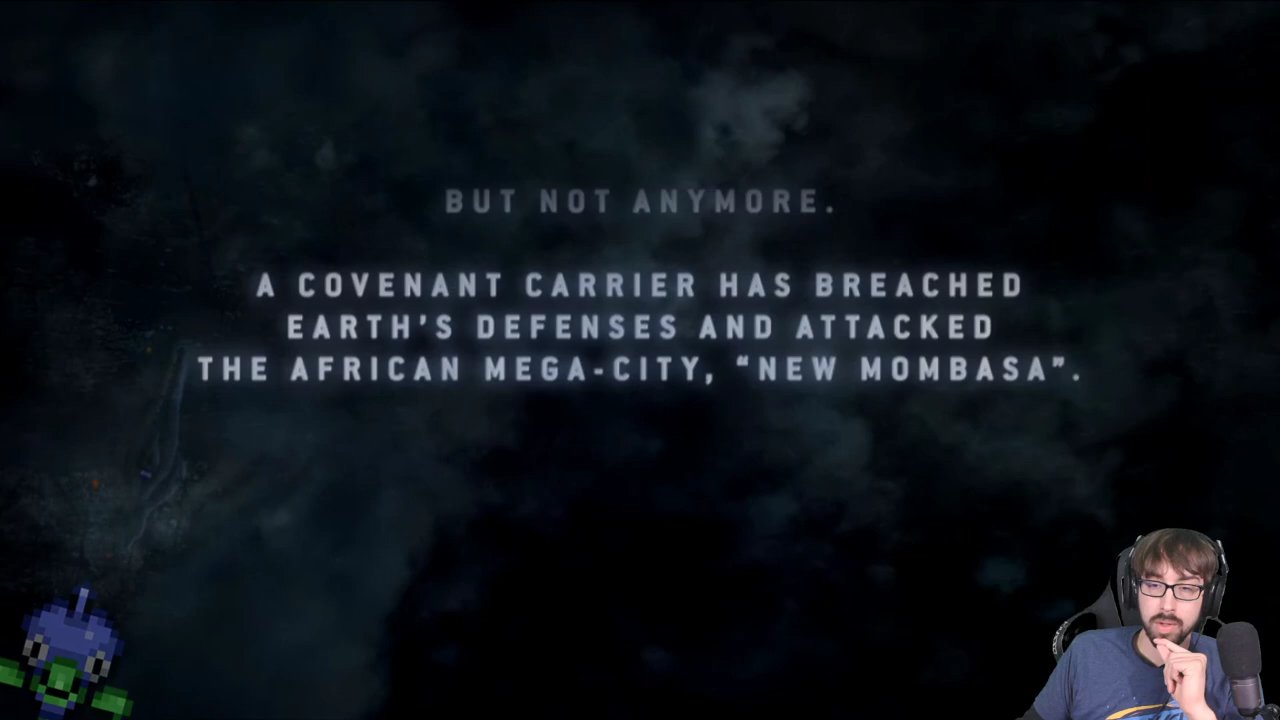 BUT NOT ANYMORE.
A COVENANT CARRIER HAS BREACHED
EARTH’S DEFENSES AND ATTACKED
THE AFRICAN MEGA-CITY, “NEW MOMBASA”.